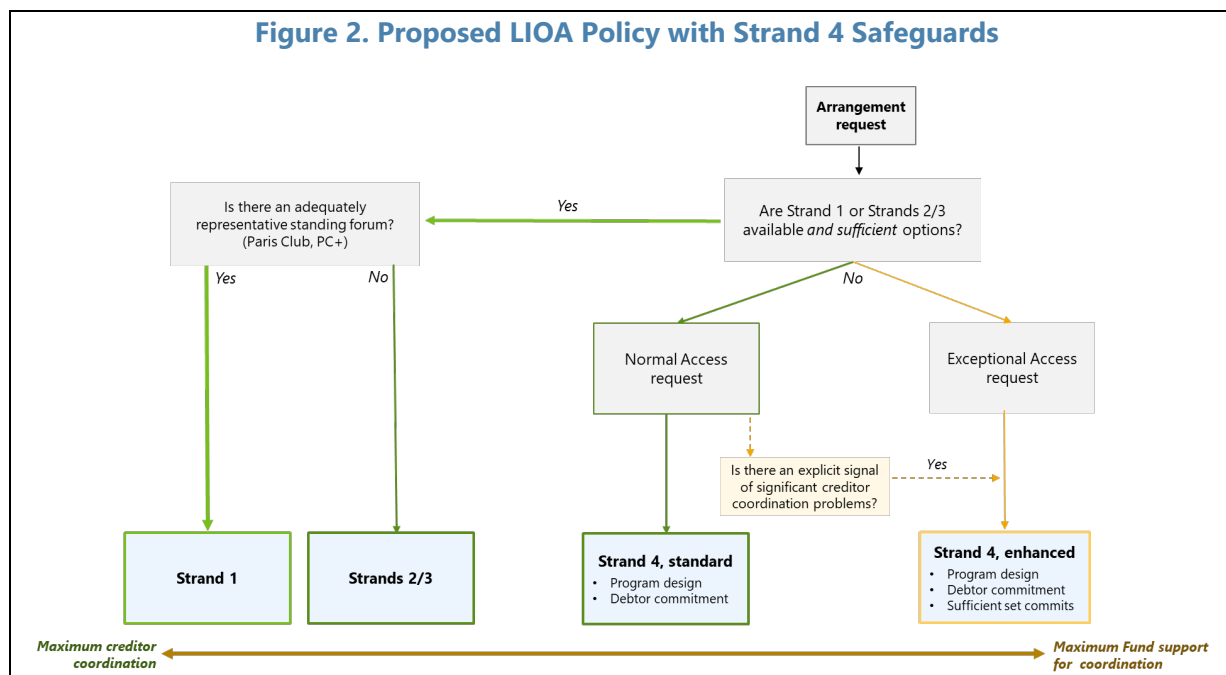 Figure 2. Proposed LIOA Policy with Strand 4 Safeguards
Arrangement
request
Is there an adequately
representative standing forum?
(Paris Club, PC+)
Yes
Are Strand 1 or Strands 2/3
available and sufficient options?
Yes
No
No
Normal Access
request
Exceptional Access
request
Is there an explicit signal
of significant creditor
coordination problems?
Yes
Strand 1
Strands 2/3
Strand 4, standard
• Program design
• Debtor commitment
Strand 4, enhanced
• Program design
• Debtor commitment
• Sufficient set commits
Maximum creditor
coordination
Maximum Fund support
for coordination